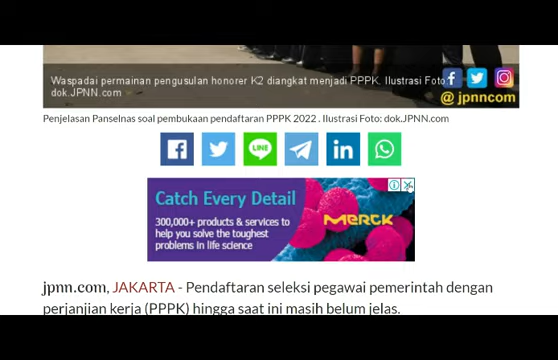 Waspadai permainan pengusulan honorer K2 diangkat menjadi PPPK. Ilustrasi Foto:
dok.JPNN.com
@ jpnncom
Penjelasan Panselnas soal pembukaan pendaftaran PPPK 2022 . Ilustrasi Foto: dok.JPNN.com
LINE
in
Catch Every Detail
300,000+ products & services to
help you solve the toughest
problems in life science
MERCK
jpnn.com, JAKARTA - Pendaftaran seleksi pegawai pemerintah dengan
perjanjian kerja (PPPK) hingga saat ini masih belum jelas.